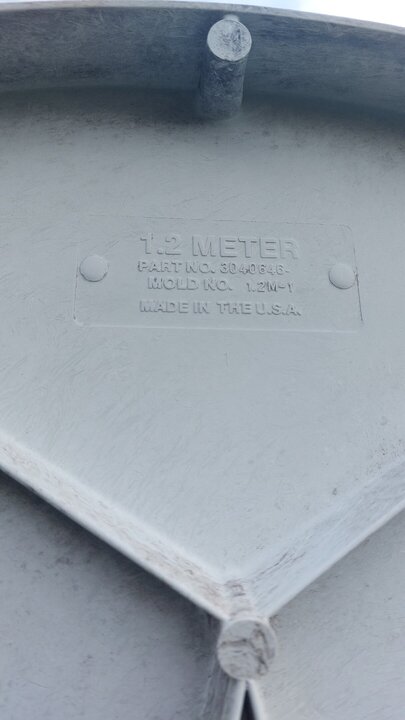 1.2 METER
PART NO. 3040646-
MOLD NO. 1.2M-1
MADE IN THE U.S.A.